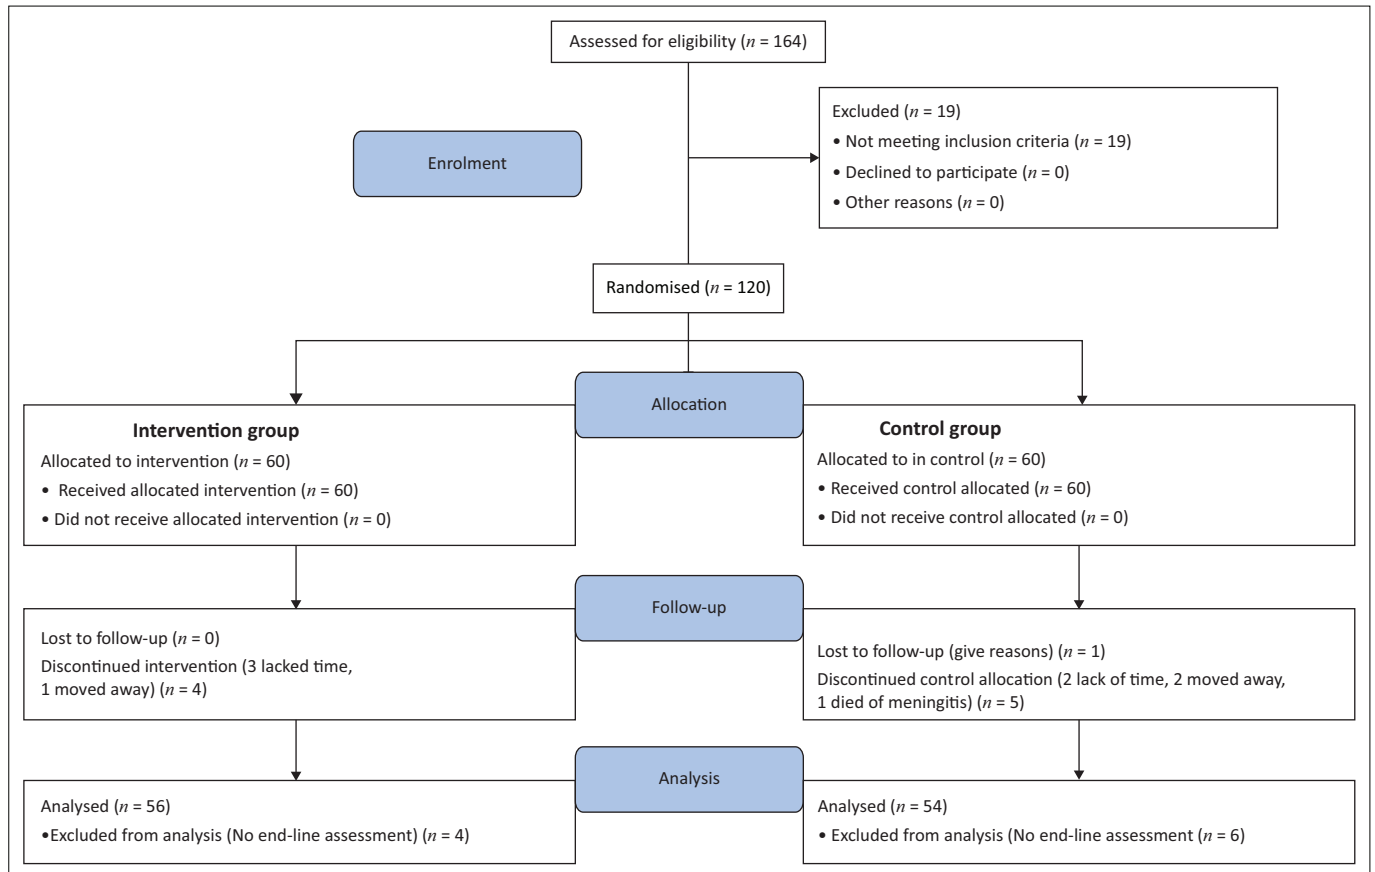 Assessed for eligibility (n = 164)
Excluded (n = 19)
• Not meeting inclusion criteria (n = 19)
• Declined to participate (n = 0)
• Other reasons (n = 0)
Enrolment
Randomised (n = 120)
Allocation
Intervention group
Allocated to intervention (n = 60)
• Received allocated intervention (n = 60)
• Did not receive allocated intervention (n = 0)
Control group
Allocated to in control (n = 60)
• Received control allocated (n = 60)
• Did not receive control allocated (n = 0)
Follow-up
Lost to follow-up (n = 0)
Discontinued intervention (3 lacked time,
1 moved away) (n = 4)
Lost to follow-up (give reasons) (n = 1)
Discontinued control allocation (2 lack of time, 2 moved away,
1 died of meningitis) (n = 5)
Analysis
Analysed (n = 56)
•Excluded from analysis (No end-line assessment) (n = 4)
Analysed (n = 54)
• Excluded from analysis (No end-line assessment (n = 6)